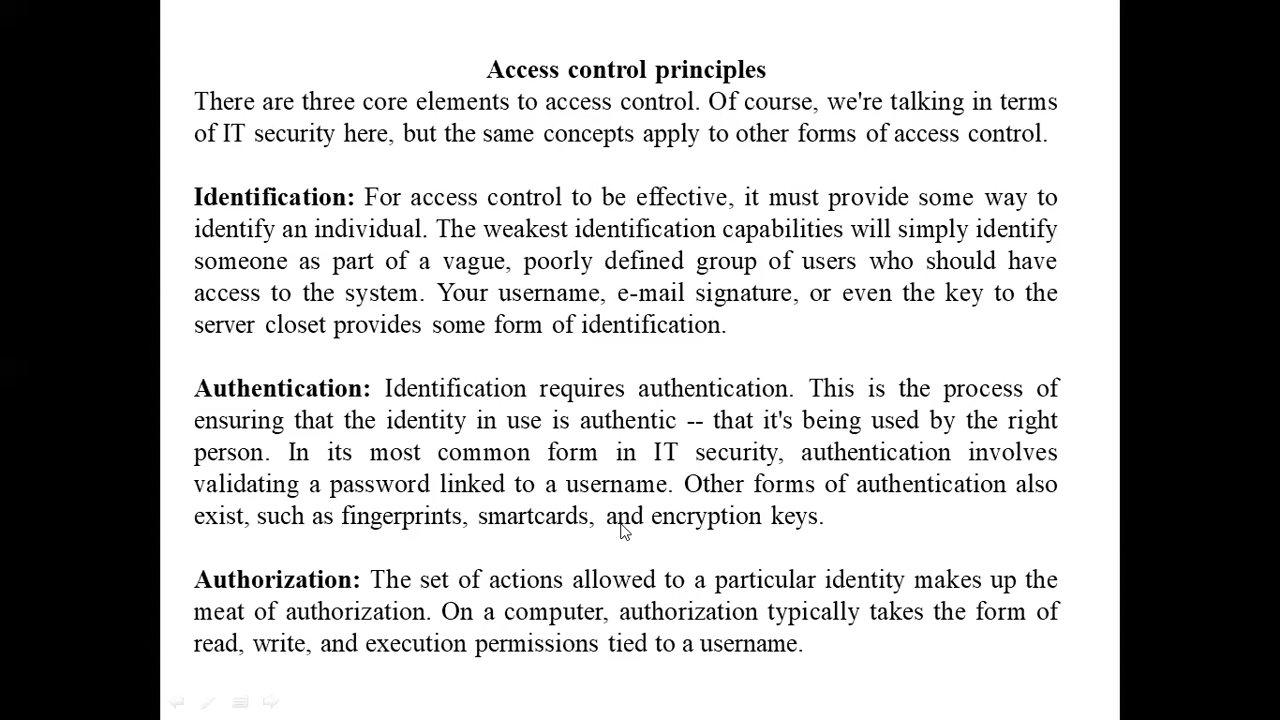 Access control principles
There are three core elements to access control. Of course, we're talking in terms
of IT security here, but the same concepts apply to other forms of access control.
Identification: For access control to be effective, it must provide some way to
identify an individual. The weakest identification capabilities will simply identify
someone as part of a vague, poorly defined group of users who should have
access to the system. Your username, e-mail signature, or even the key to the
server closet provides some form of identification.
Authentication: Identification requires authentication. This is the process of
ensuring that the identity in use is authentic -- that it's being used by the right
person. In its most common form in IT security, authentication involves
validating a password linked to a username. Other forms of authentication also
exist, such as fingerprints, smartcards, and encryption keys.
Authorization: The set of actions allowed to a particular identity makes up the
meat of authorization. On a computer, authorization typically takes the form of
read, write, and execution permissions tied to a username.